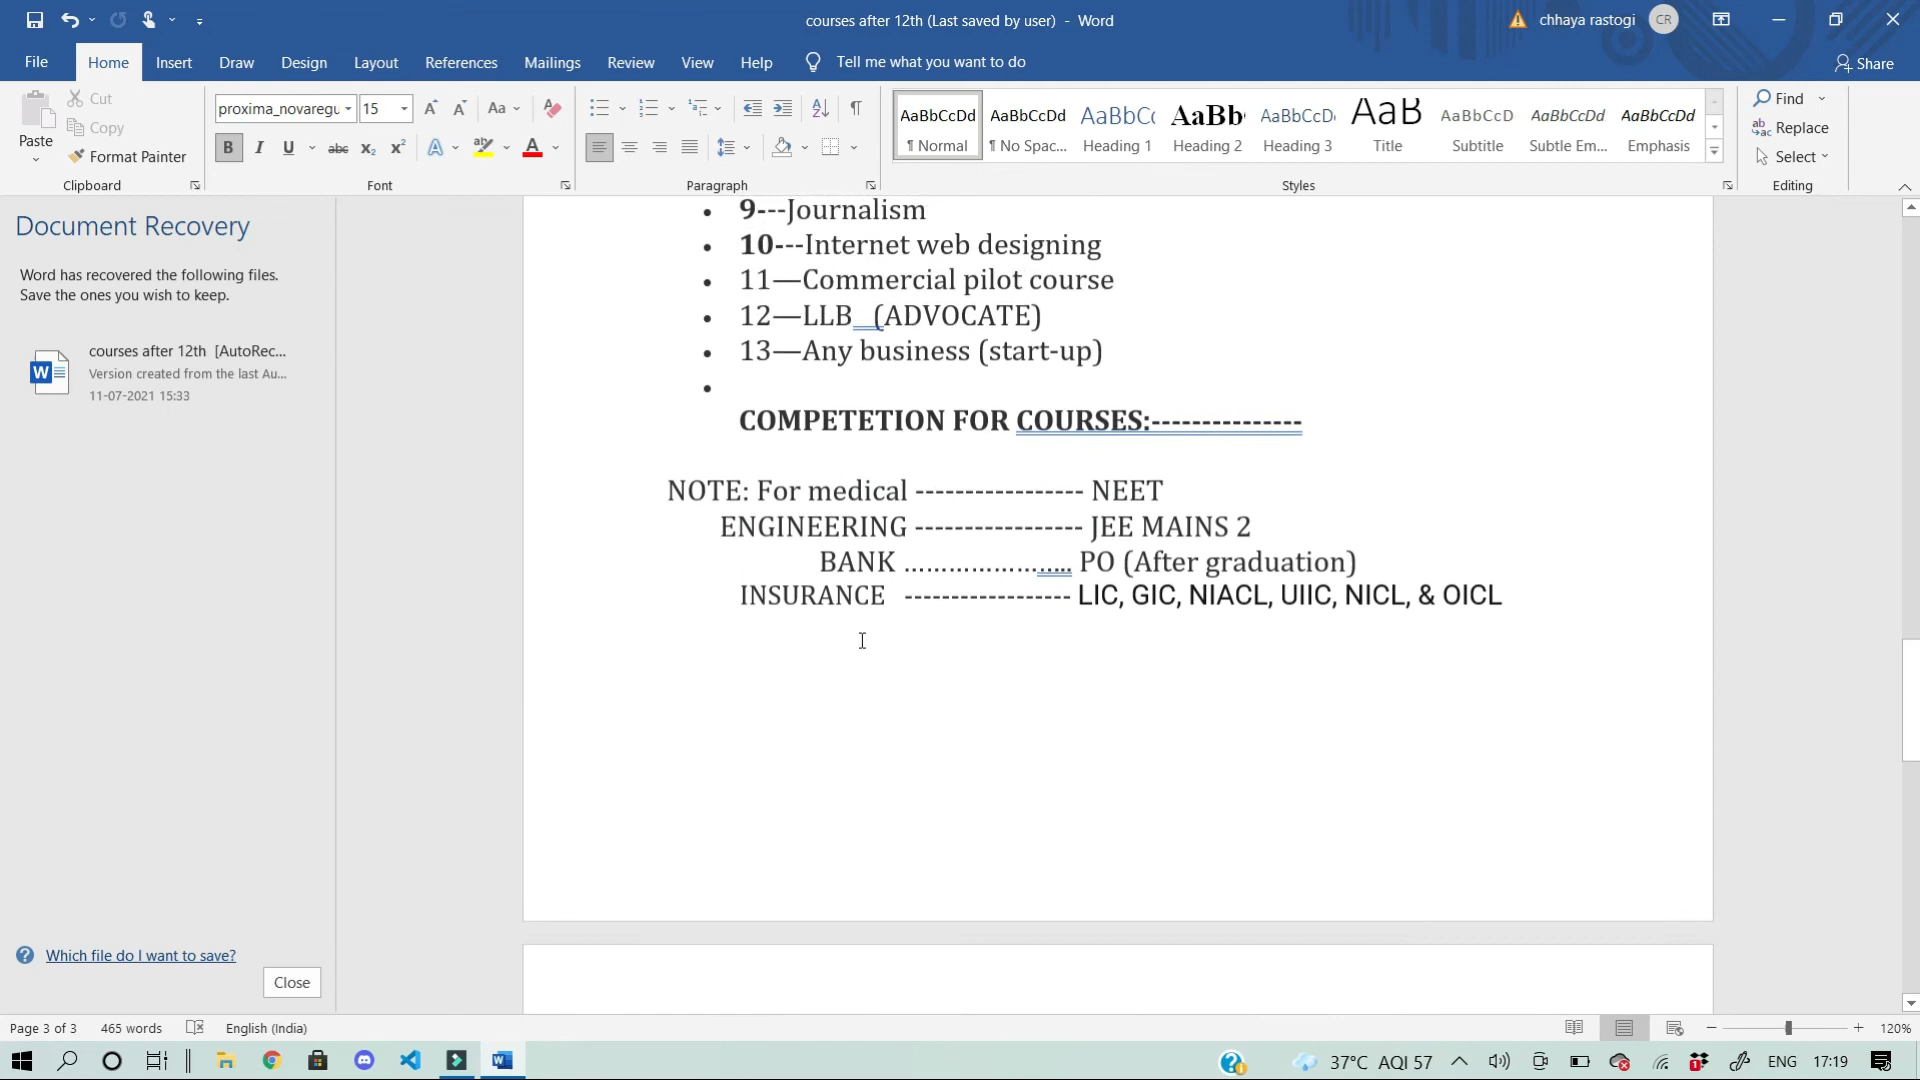 courses after 12th (Last saved by user) - Word
chhaya rastogi
CR
File Home Insert Draw Design Layout References Mailings Review View Help Tell me what you want to do
Share
Paste
Cut
Copy
Format Painter
Clipboard
proxima_novaregu 15
Font
Paragraph
AaBbCcDd AaBbCcDd AaBbCc AaBb AaBbCcD AaB AaBbCcD AaBbCcDd AaBbCcDd
¶ Normal ¶ No Spac... Heading 1 Heading 2 Heading 3 Title Subtitle Subtle Em... Emphasis
Styles
Find
Replace
Select
Editing
Document Recovery
Word has recovered the following files.
Save the ones you wish to keep.
courses after 12th [AutoRec...
Version created from the last Au...
11-07-2021 15:33
Which file do I want to save?
Close
• 9---Journalism
• 10---Internet web designing
• 11—Commercial pilot course
• 12—LLB (ADVOCATE)
• 13—Any business (start-up)
•
COMPETETION FOR COURSES:---------------
NOTE: For medical ----------------- NEET
ENGINEERING ----------------- JEE MAINS 2
BANK ………………….. PO (After graduation)
INSURANCE ----------------- LIC, GIC, NIACL, UIIC, NICL, & OICL
Page 3 of 3 465 words English (India)
120%
37°C AQI 57 ENG 17:19